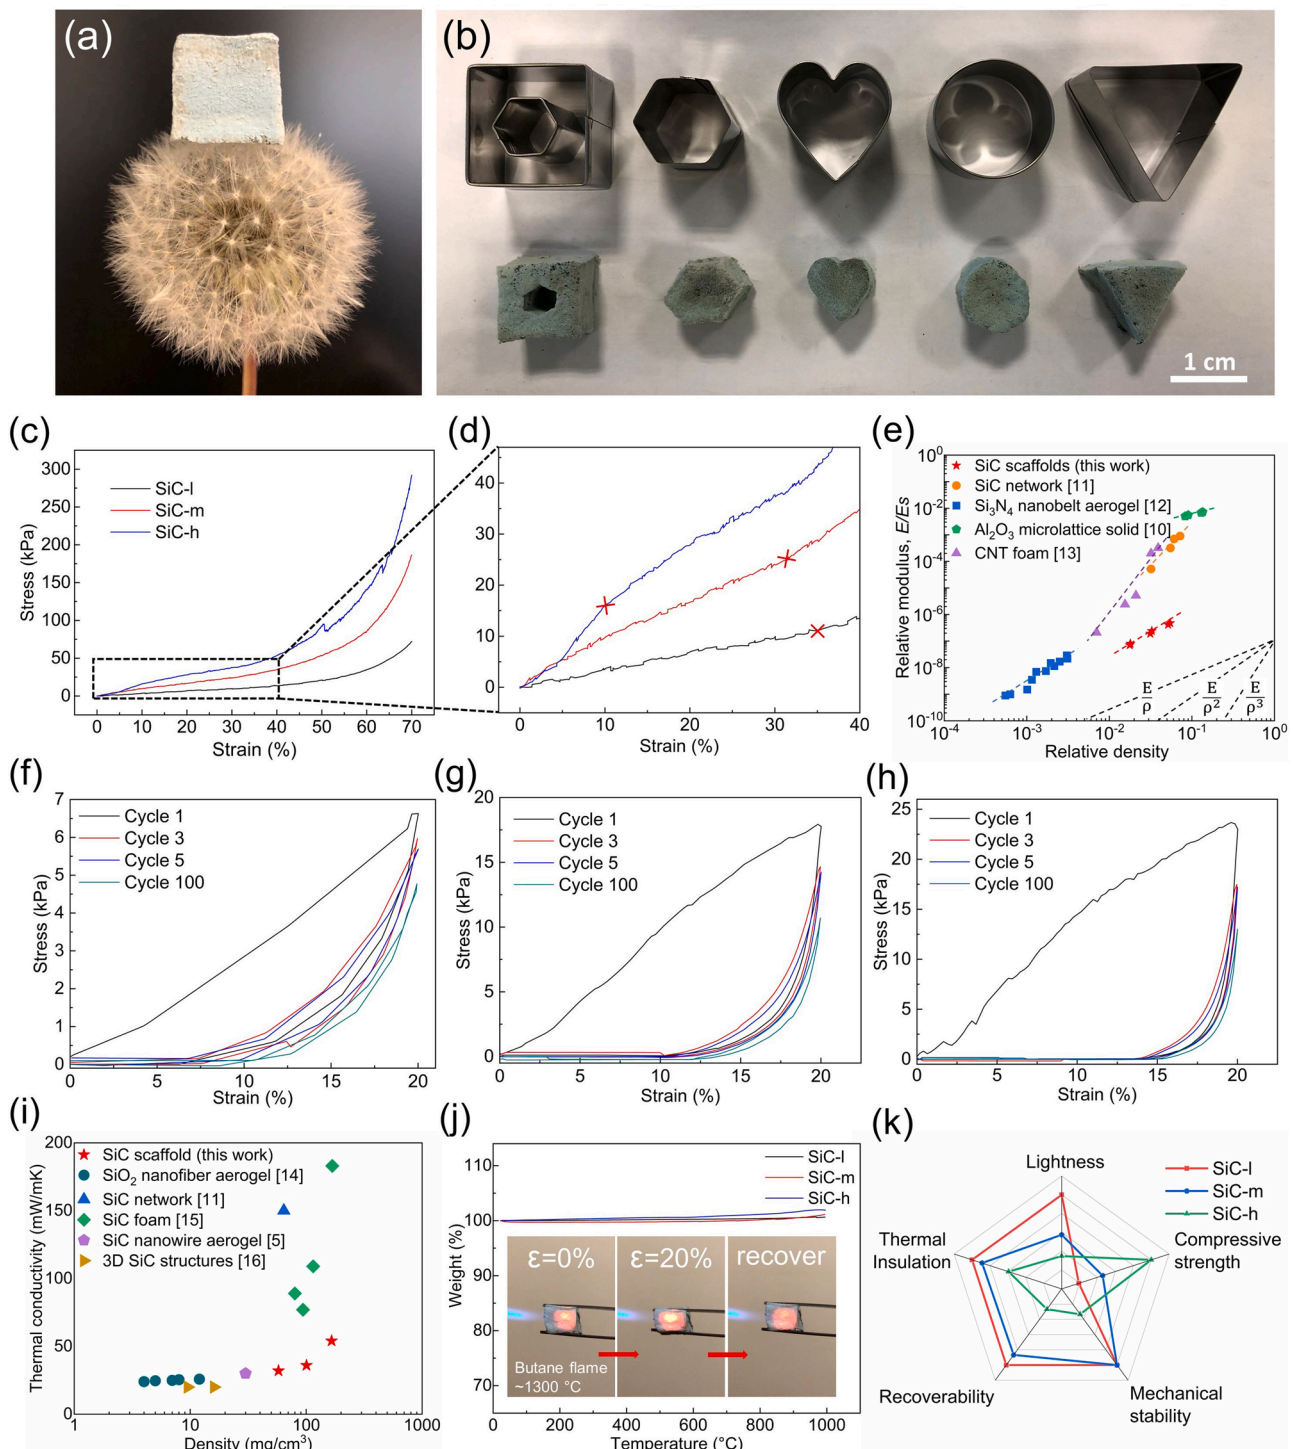 (a)
(b)
1 cm
(c)
300
250
200
150
100
50
0
Stress (kPa)
SiC-l
SiC-m
SiC-h
0
10
20
30
40
50
60
70
Strain (%)
(d)
40
30
20
10
0
0
10
20
30
40
Strain (%)
(e)
10⁰
10⁻²
10⁻⁴
10⁻⁶
10⁻⁸
10⁻¹⁰
Relative modulus, E/Es
SiC scaffolds (this work)
SiC network [11]
Si₃N₄ nanobelt aerogel [12]
Al₂O₃ microlattice solid [10]
CNT foam [13]
E/ρ
E/ρ²
E/ρ³
10⁻⁴
10⁻³
10⁻²
10⁻¹
10⁰
Relative density
(f)
7
6
5
4
3
2
1
0
Stress (kPa)
Cycle 1
Cycle 3
Cycle 5
Cycle 100
0
5
10
15
20
Strain (%)
(g)
20
15
10
5
0
Stress (kPa)
Cycle 1
Cycle 3
Cycle 5
Cycle 100
0
5
10
15
20
Strain (%)
(h)
25
20
15
10
5
0
Stress (kPa)
Cycle 1
Cycle 3
Cycle 5
Cycle 100
0
5
10
15
20
Strain (%)
(i)
200
150
100
50
0
Thermal conductivity (mW/mK)
SiC scaffold (this work)
SiO₂ nanofiber aerogel [14]
SiC network [11]
SiC foam [15]
SiC nanowire aerogel [5]
3D SiC structures [16]
1
10
100
1000
Density (mg/cm³)
(j)
110
100
90
80
70
Weight (%)
SiC-l
SiC-m
SiC-h
ε=0%
ε=20%
recover
Butane flame
~1300 °C
0
200
400
600
800
1000
Temperature (°C)
(k)
Lightness
SiC-l
SiC-m
SiC-h
Thermal
Insulation
Compressive
strength
Recoverability
Mechanical
stability